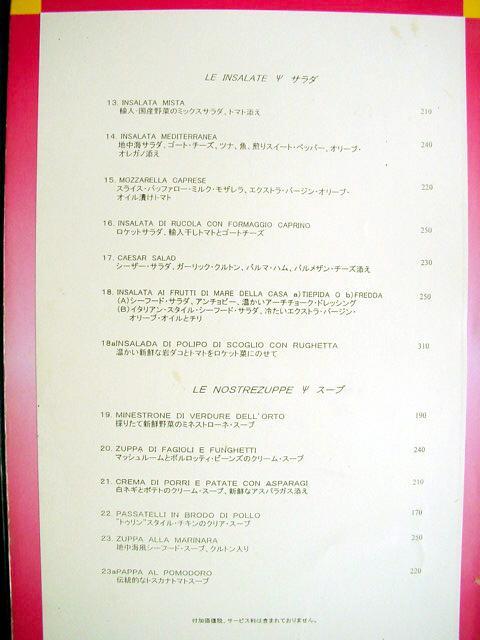 LE INSALATE Ψ サラダ
13. INSALATA MISTA
輸入・国産野菜のミックスサラダ、トマト添え 210
14. INSALATA MEDITERRANEA
地中海サラダ、ゴート・チーズ、ツナ、魚、煎りスイート・ペッパー、オリーブ・ 240
オレガノ添え
15. MOZZARELLA CAPRESE
スライス・バッファロー・ミルク・モザレラ、エクストラ・バージン・オリーブ・ 220
オイル漬けトマト
16. INSALATA DI RUCOLA CON FORMAGGIO CAPRINO
ロケットサラダ、輸入干しトマトとゴートチーズ 250
17. CAESAR SALAD
シーザー・サラダ、ガーリック・クルトン、パルマ・ハム、パルメザン・チーズ添え 230
18. INSALATA AI FRUTTI DI MARE DELLA CASA a)TIEPIDA O b)FREDDA 250
(A)シーフード・サラダ、アンチョビー、温かいアーチチョーク・ドレッシング
(B)イタリアン・スタイル・シーフード・サラダ、冷たいエクストラ・バージン・
オリーブ・オイルとチリ
18aINSALADA DI POLIPO DI SCOGLIO CON RUGHETTA 310
温かい新鮮な岩ダコとトマトをロケット菜にのせて
LE NOSTREZUPPE Ψ スープ
19. MINESTRONE DI VERDURE DELL'ORTO 190
採りたて新鮮野菜のミネストローネ・スープ
20. ZUPPA DI FAGIOLI E FUNGHETTI 240
マッシュルームとボルロッティ・ビーンズのクリーム・スープ
21. CREMA DI PORRI E PATATE CON ASPARAGI 210
白ネギとポテトのクリーム・スープ、新鮮なアスパラガス添え
22. PASSATELLI IN BRODO DI POLLO 170
"トゥリン"スタイル・チキンのクリア・スープ
23. ZUPPA ALLA MARINARA 250
地中海風シーフード・スープ、クルトン入り
23aPAPPA AL POMODORO 220
伝統的なトスカナトマトスープ
付加価値税、サービス料は含まれておりません。